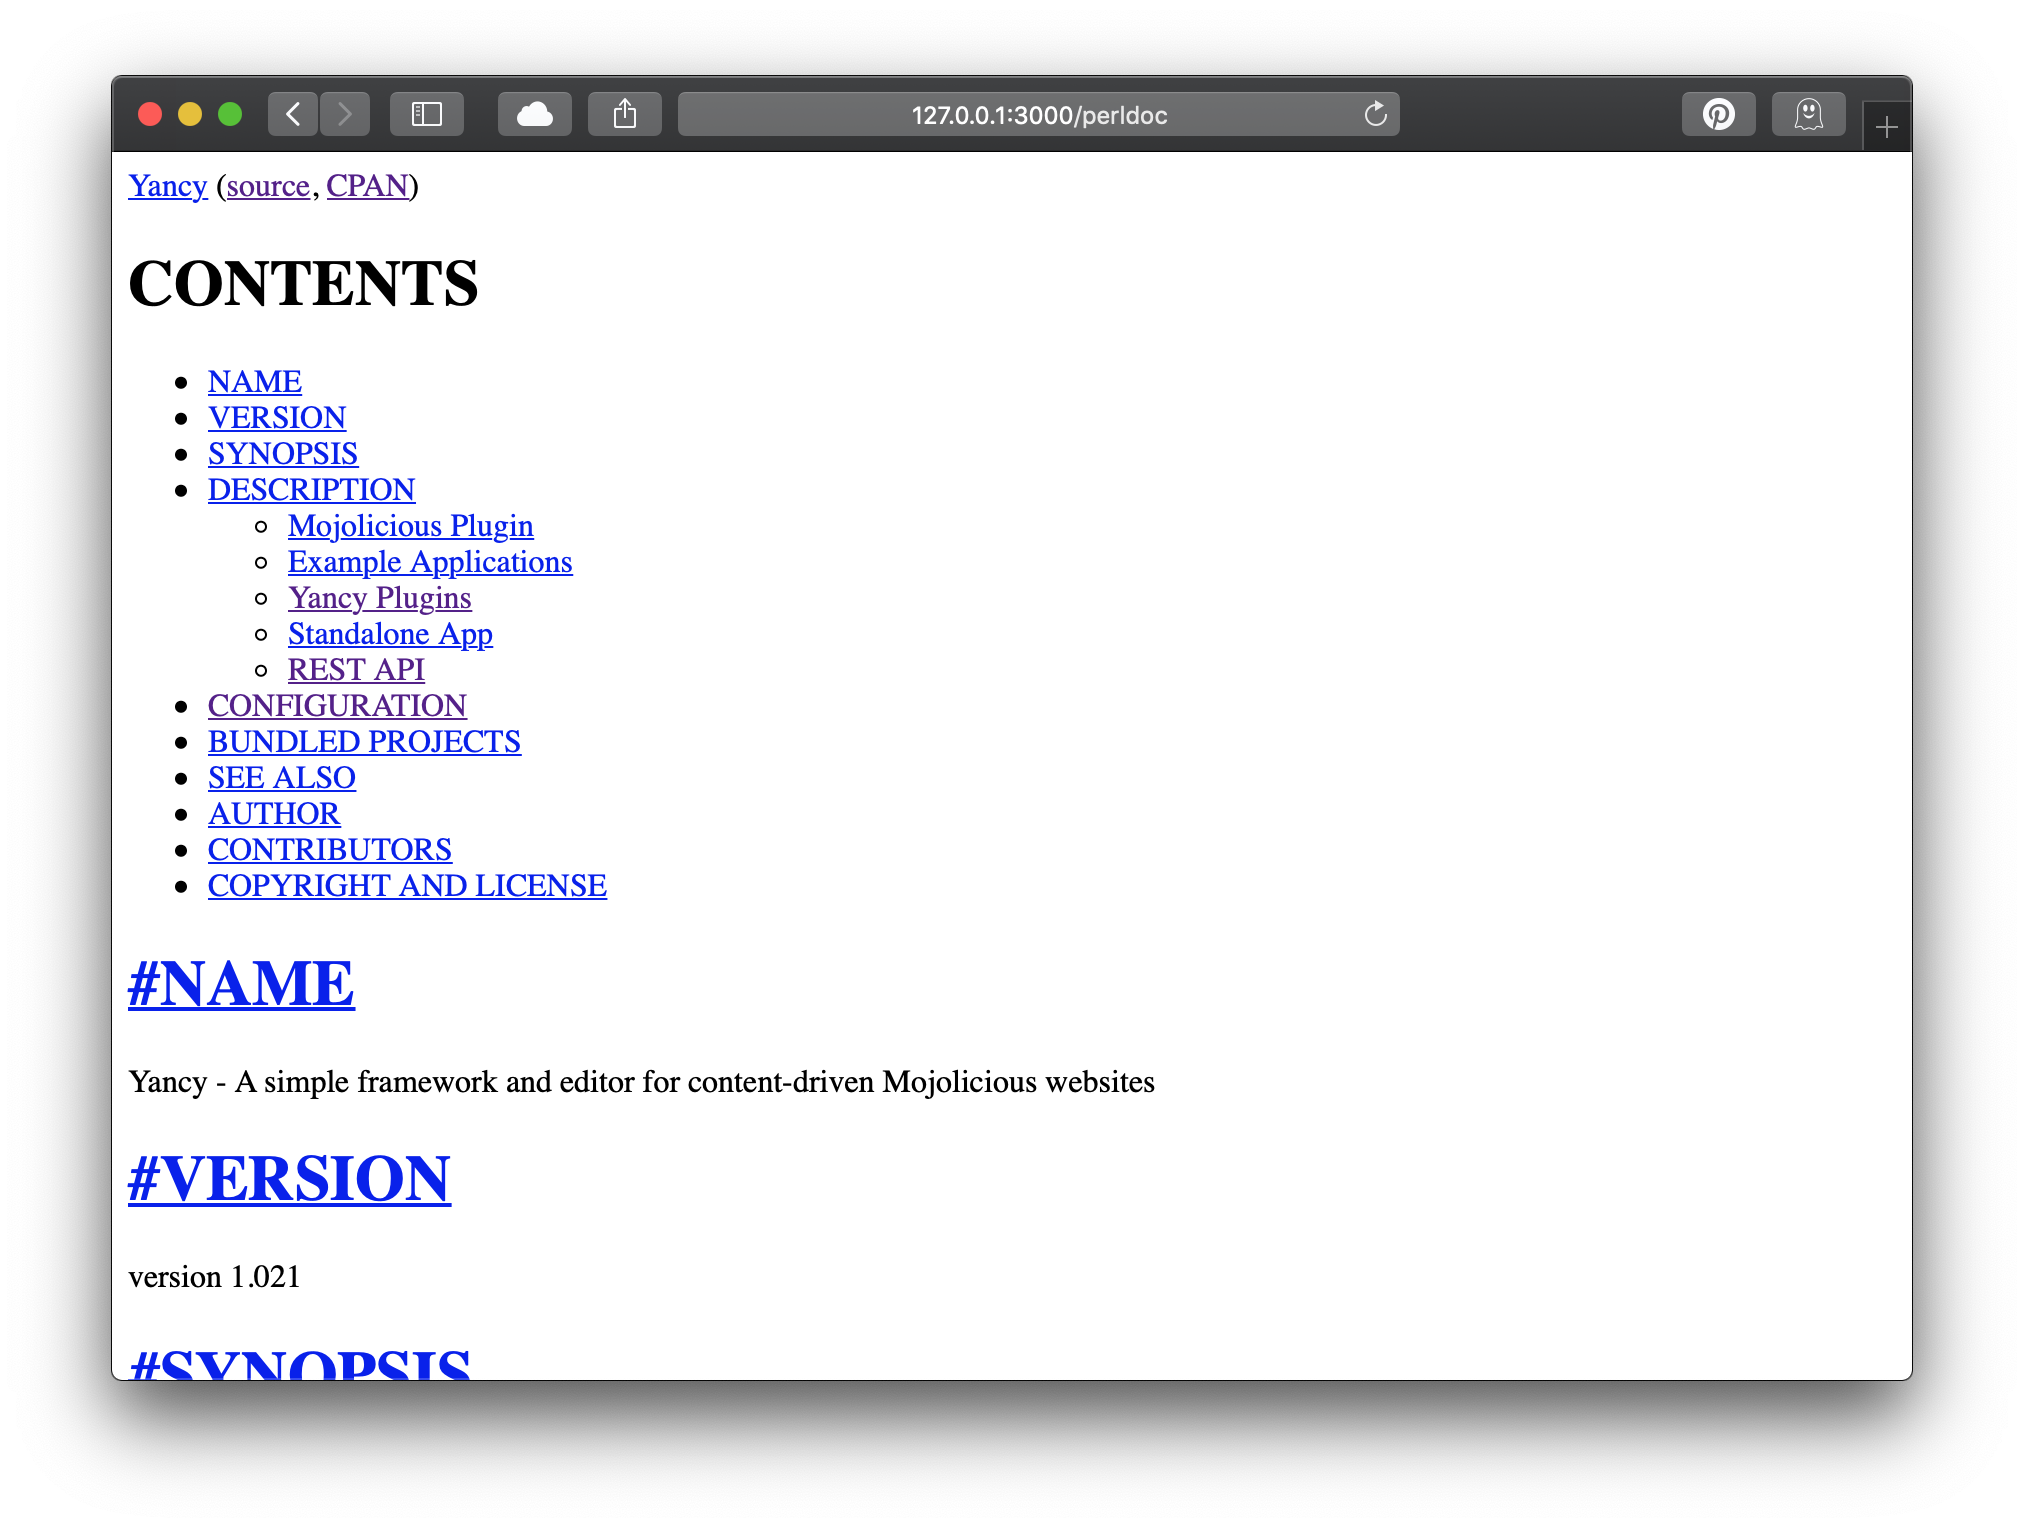 127.0.0.1:3000/perldoc
Yancy (source, CPAN)
CONTENTS
NAME
VERSION
SYNOPSIS
DESCRIPTION
Mojolicious Plugin
Example Applications
Yancy Plugins
Standalone App
REST API
CONFIGURATION
BUNDLED PROJECTS
SEE ALSO
AUTHOR
CONTRIBUTORS
COPYRIGHT AND LICENSE
#NAME
Yancy - A simple framework and editor for content-driven Mojolicious websites
#VERSION
version 1.021
#SYNOPSIS